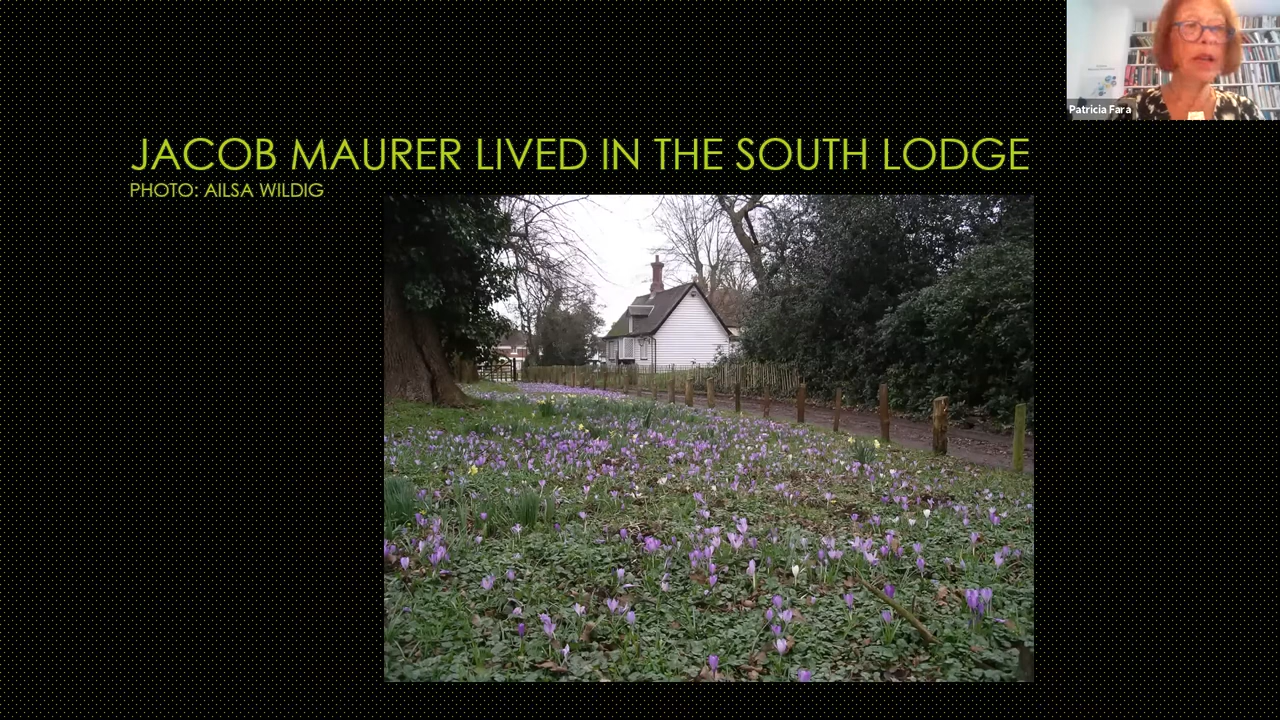 JACOB MAURER LIVED IN THE SOUTH LODGE
PHOTO: AILSA WILDIG
Patricia Fara